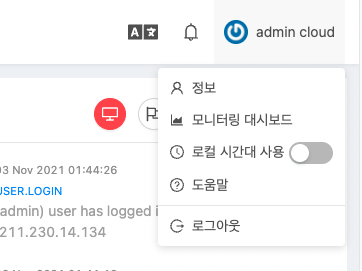 admin cloud
정보
모니터링 대시보드
로컬 시간대 사용
도움말
로그아웃
03 Nov 2021 01:44:26
USER.LOGIN
admin) user has logged i
211.230.14.134